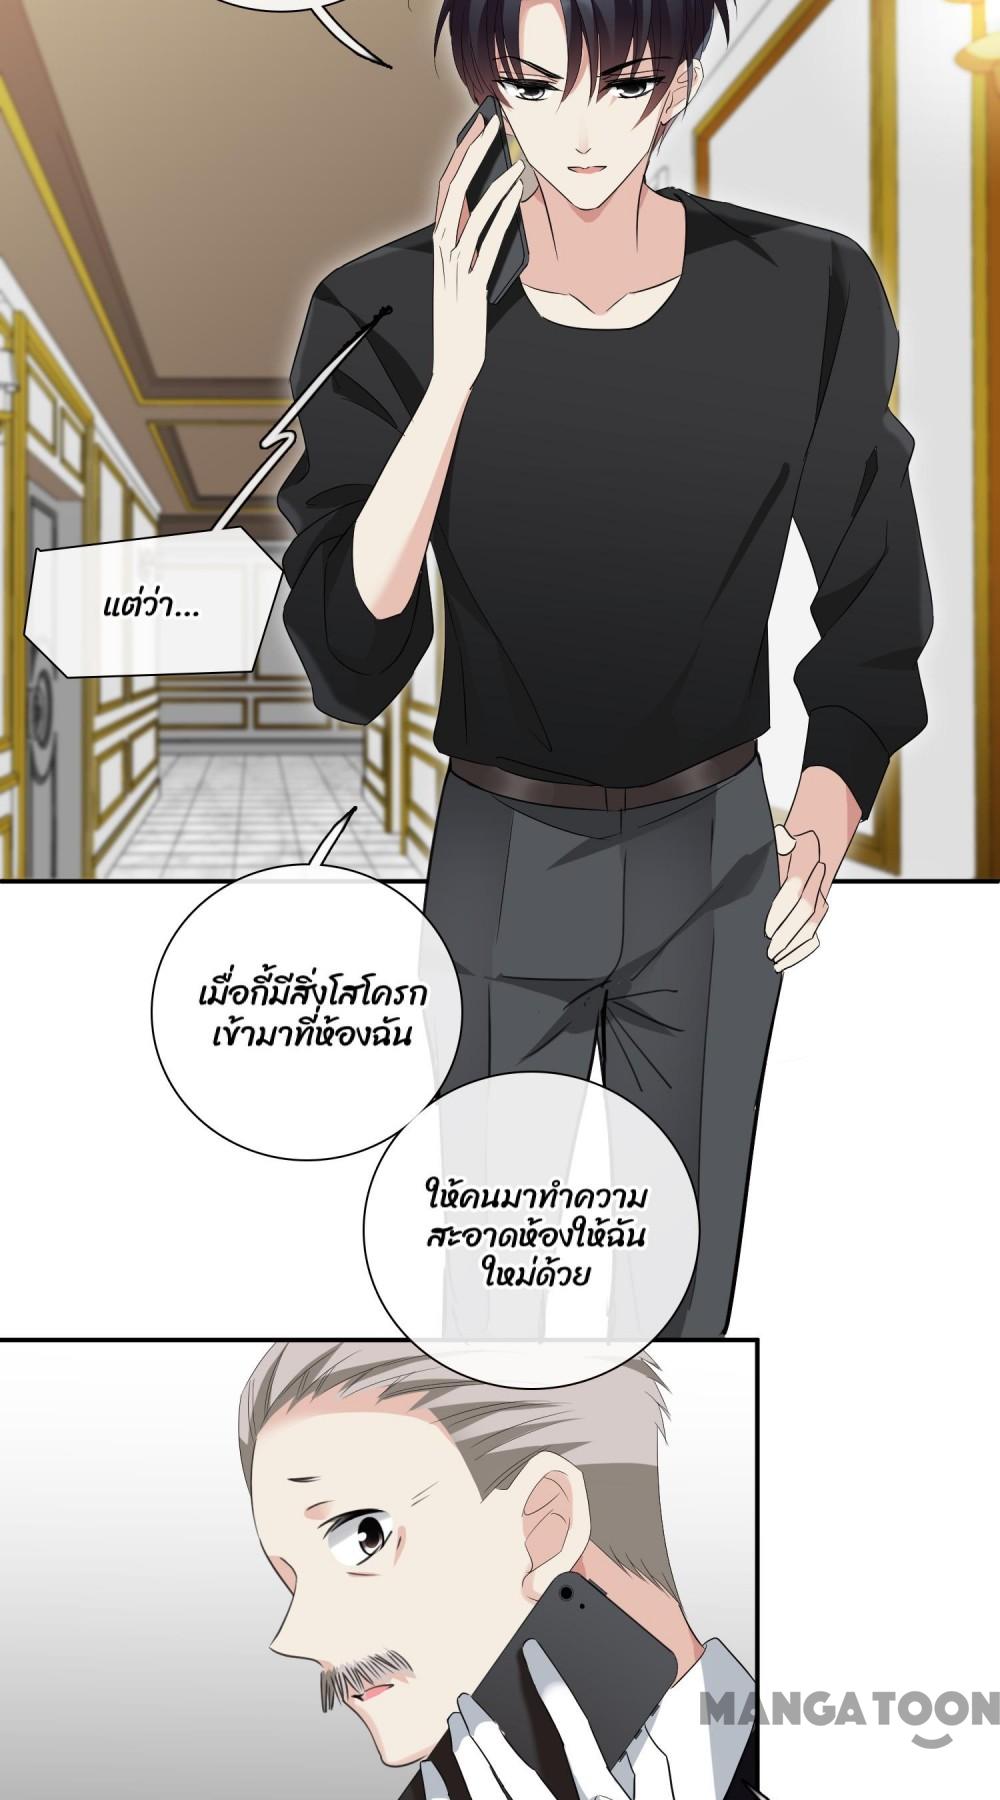 แต่ว่า...
เมื่อกี้มีสิ่งโสโครก
เข้ามาที่ห้องฉัน
ให้คนมาทำความ
สะอาดห้องให้ฉัน
ใหม่ด้วย
MANGATOON